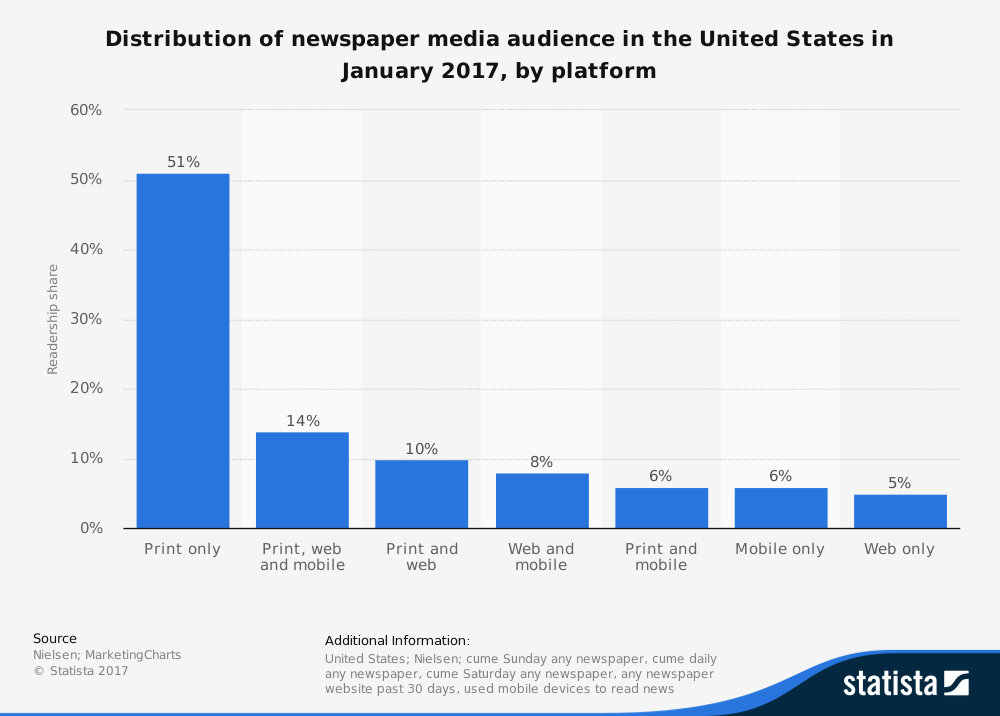 Distribution of newspaper media audience in the United States in
January 2017, by platform
60%
50%
40%
30%
20%
10%
0%
Readership share
51%
14%
10%
8%
6%
6%
5%
Print only
Print, web
and mobile
Print and
web
Web and
mobile
Print and
mobile
Mobile only
Web only
Source
Nielsen; MarketingCharts
© Statista 2017
Additional Information:
United States; Nielsen; cume Sunday any newspaper, cume daily
any newspaper, cume Saturday any newspaper, any newspaper
website past 30 days, used mobile devices to read news
statista